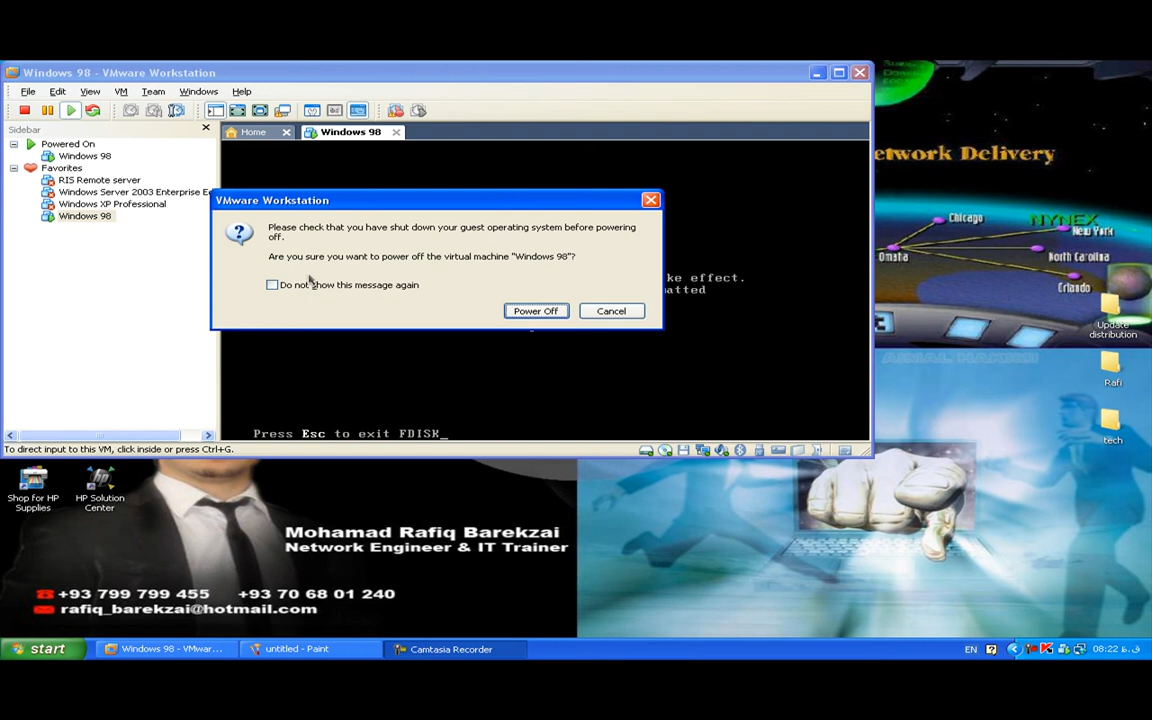 Windows 98 - VMware Workstation
File Edit View VM Team Windows Help
Sidebar
Home
Windows 98
Powered On
Windows 98
Favorites
RIS Remote server
Windows Server 2003 Enterprise E
Windows XP Professional
Windows 98
VMware Workstation
Please check that you have shut down your guest operating system before powering
off.
Are you sure you want to power off the virtual machine "Windows 98"?
Do not show this message again
Power Off
Cancel
ke effect.
atted
Press Esc to exit FDISK_
To direct input to this VM, click inside or press Ctrl+G.
etwork Delivery
Chicago
NYNEX
New York
Omaha
North Carolina
Orlando
Update
distribution
Rafi
tech
Shop for HP
Supplies
HP Solution
Center
Mohamad Rafiq Barekzai
Network Engineer & IT Trainer
+93 799 799 455 +93 70 68 01 240
rafiq_barekzai@hotmail.com
start
Windows 98 - VMwar...
untitled - Paint
Camtasia Recorder
EN
08:22 ق.ظ